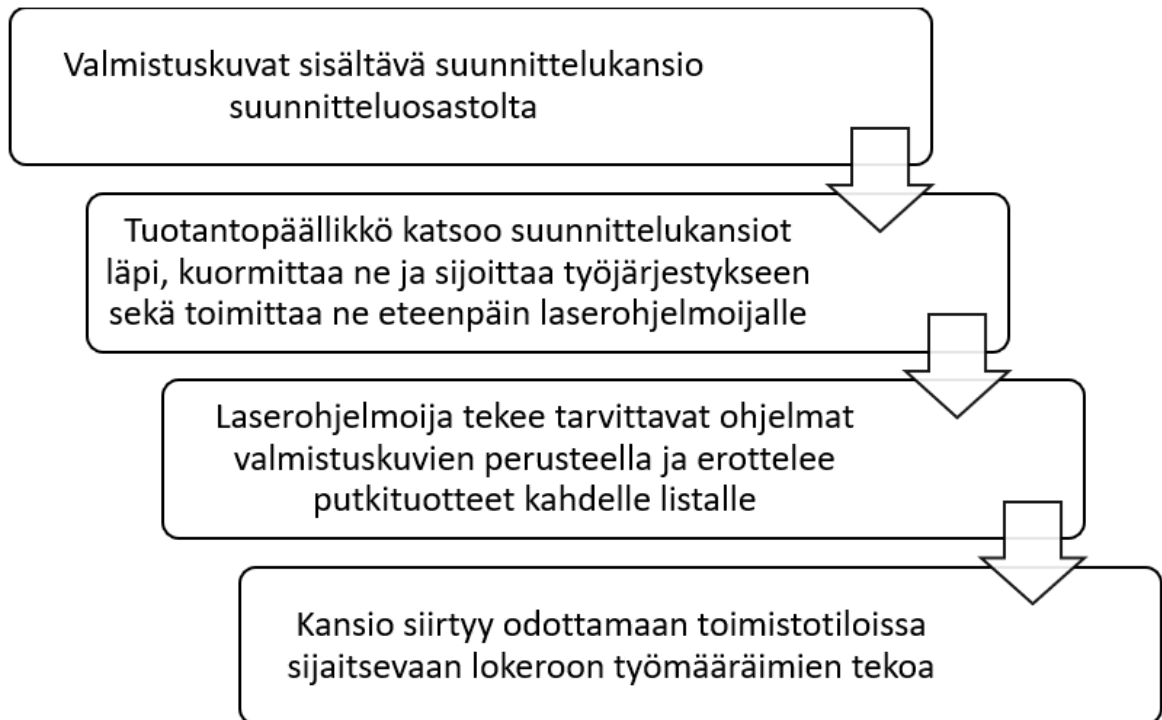 Valmistuskuvat sisältävä suunnittelukansio
suunnitteluosastolta
Tuotantopäällikkö katsoo suunnittelukansiot
läpi, kuormittaa ne ja sijoittaa työjärjestykseen
sekä toimittaa ne eteenpäin laserohjelmoijalle
Laserohjelmoija tekee tarvittavat ohjelmat
valmistuskuvien perusteella ja erottelee
putkituotteet kahdelle listalle
Kansio siirtyy odottamaan toimistotiloissa
sijaitsevaan lokeroon työmääräimien tekoa